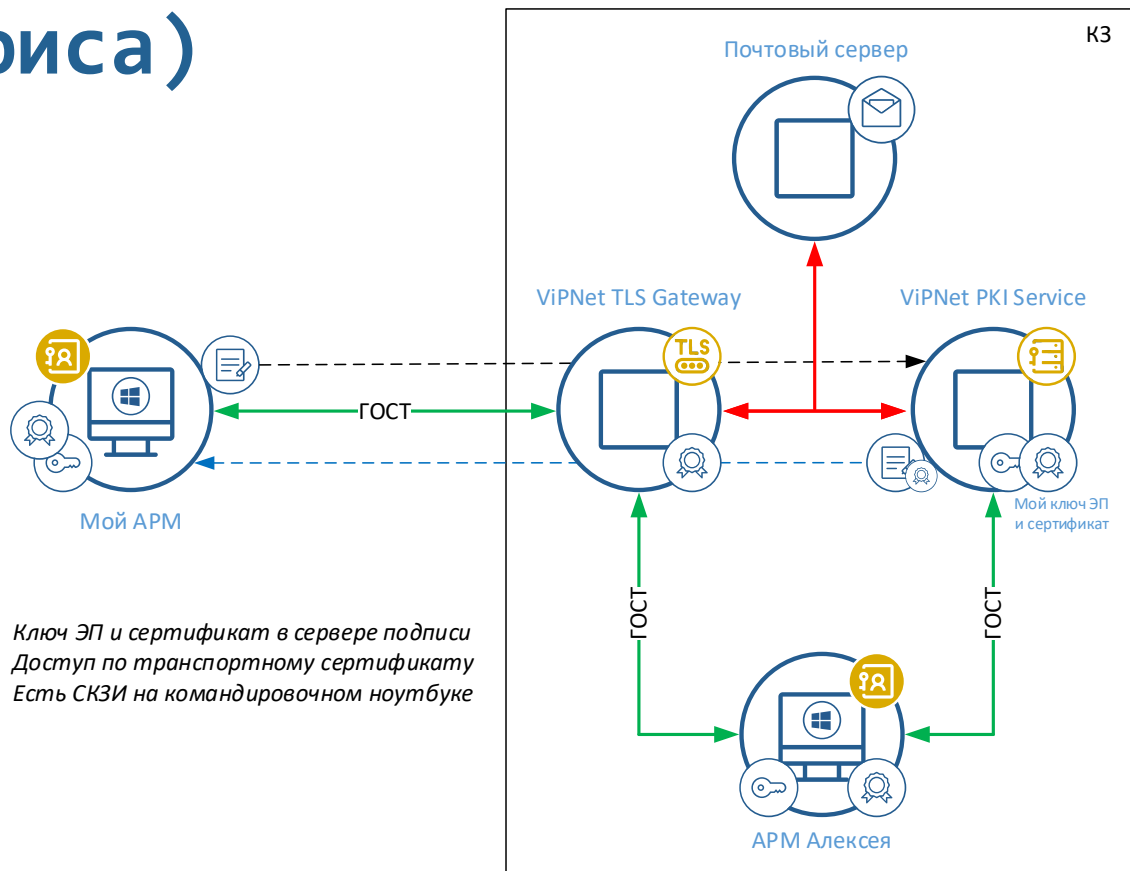 риса)
КЗ
Почтовый сервер
ViPNet TLS Gateway
ViPNet PKI Service
TLS
ГОСТ
Мой АРМ
Мой ключ ЭП
и сертификат
ГОСТ
ГОСТ
Ключ ЭП и сертификат в сервере подписи
Доступ по транспортному сертификату
Есть СКЗИ на командировочном ноутбуке
АРМ Алексея